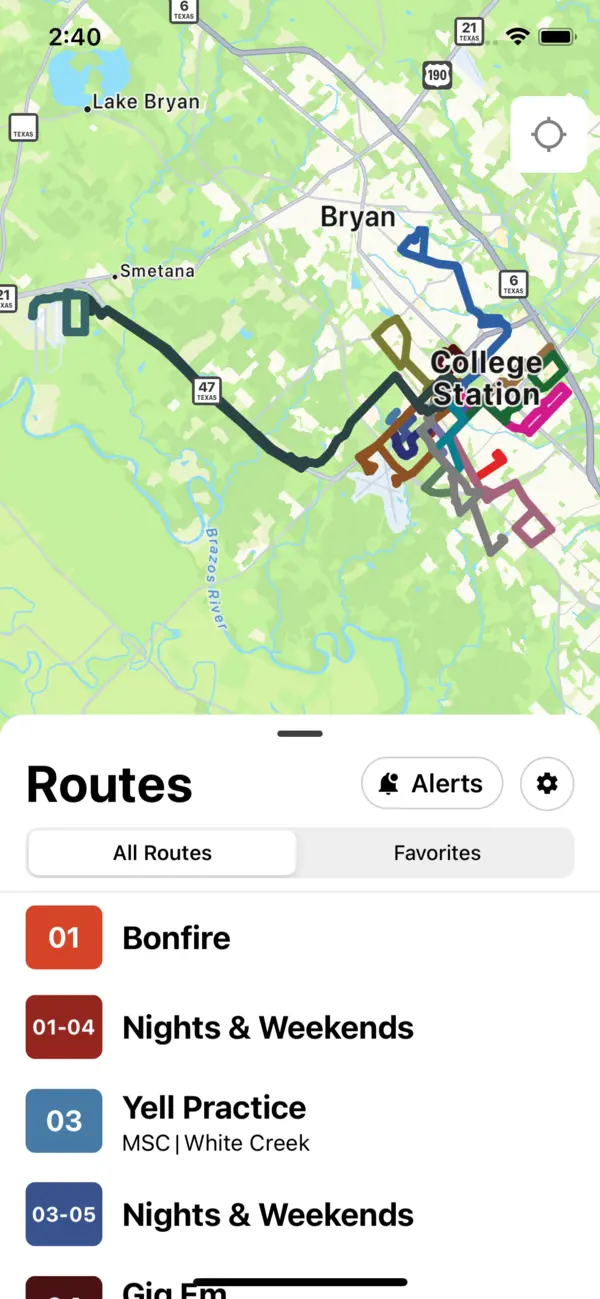 6
TEXAS
2:40
21
TEXAS
190
Lake Bryan
TEXAS
Bryan
Smetana
6
TEXAS
21
TEXAS
College
Station
47
TEXAS
Brazos River
Routes
Alerts
All Routes
Favorites
01 Bonfire
01-04 Nights & Weekends
03 Yell Practice
MSC | White Creek
03-05 Nights & Weekends
Gig Em